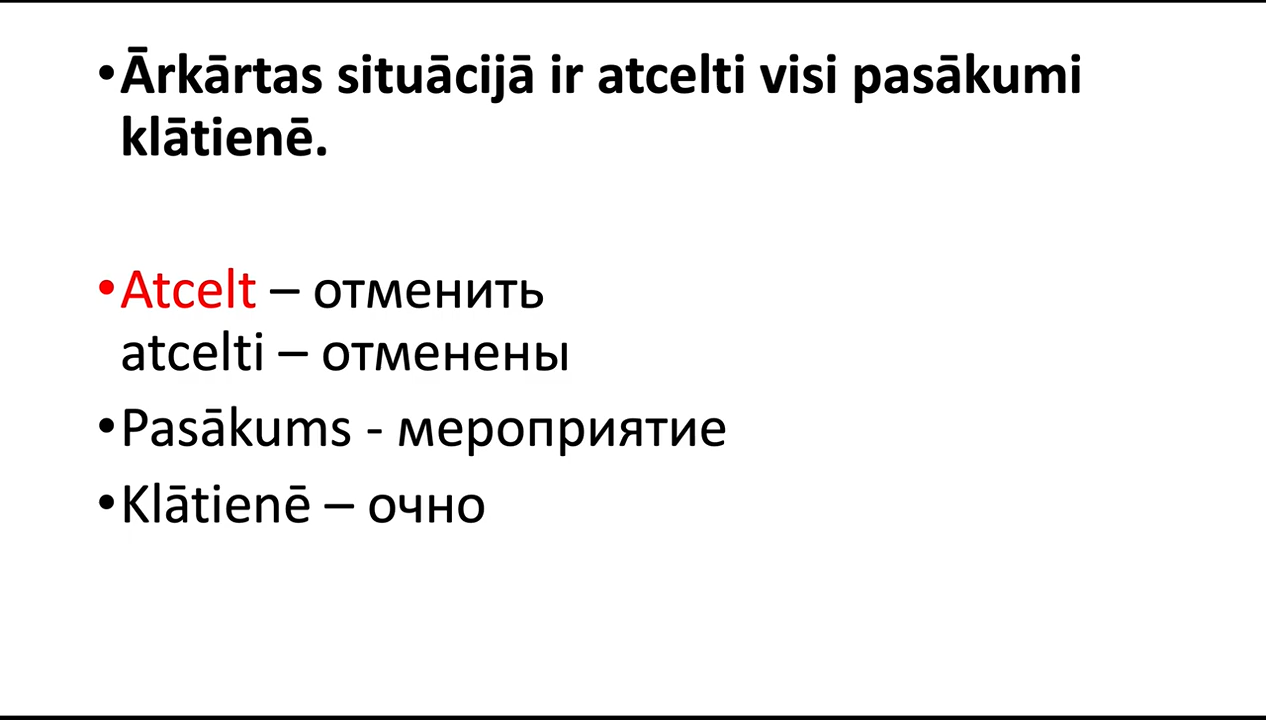 •Ārkārtas situācijā ir atcelti visi pasākumi
klātienē.
•Atcelt – отменить
atcelti – отменены
•Pasākums - мероприятие
•Klātienē – очно